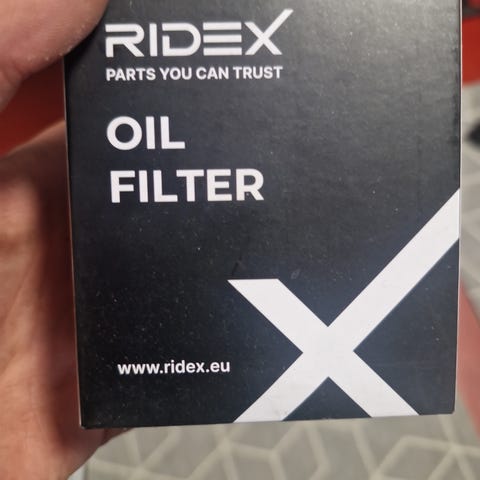 RIDEX
PARTS YOU CAN TRUST
OIL
FILTER
www.ridex.eu